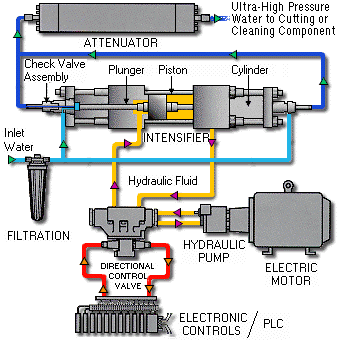 Ultra-High Pressure
Water to Cutting or
Cleaning Component
ATTENUATOR
Check Valve
Assembly
Plunger
Piston
Cylinder
Inlet
Water
INTENSIFIER
Hydraulic Fluid
FILTRATION
DIRECTIONAL
CONTROL
VALVE
HYDRAULIC
PUMP
ELECTRIC
MOTOR
ELECTRONIC
CONTROLS / PLC